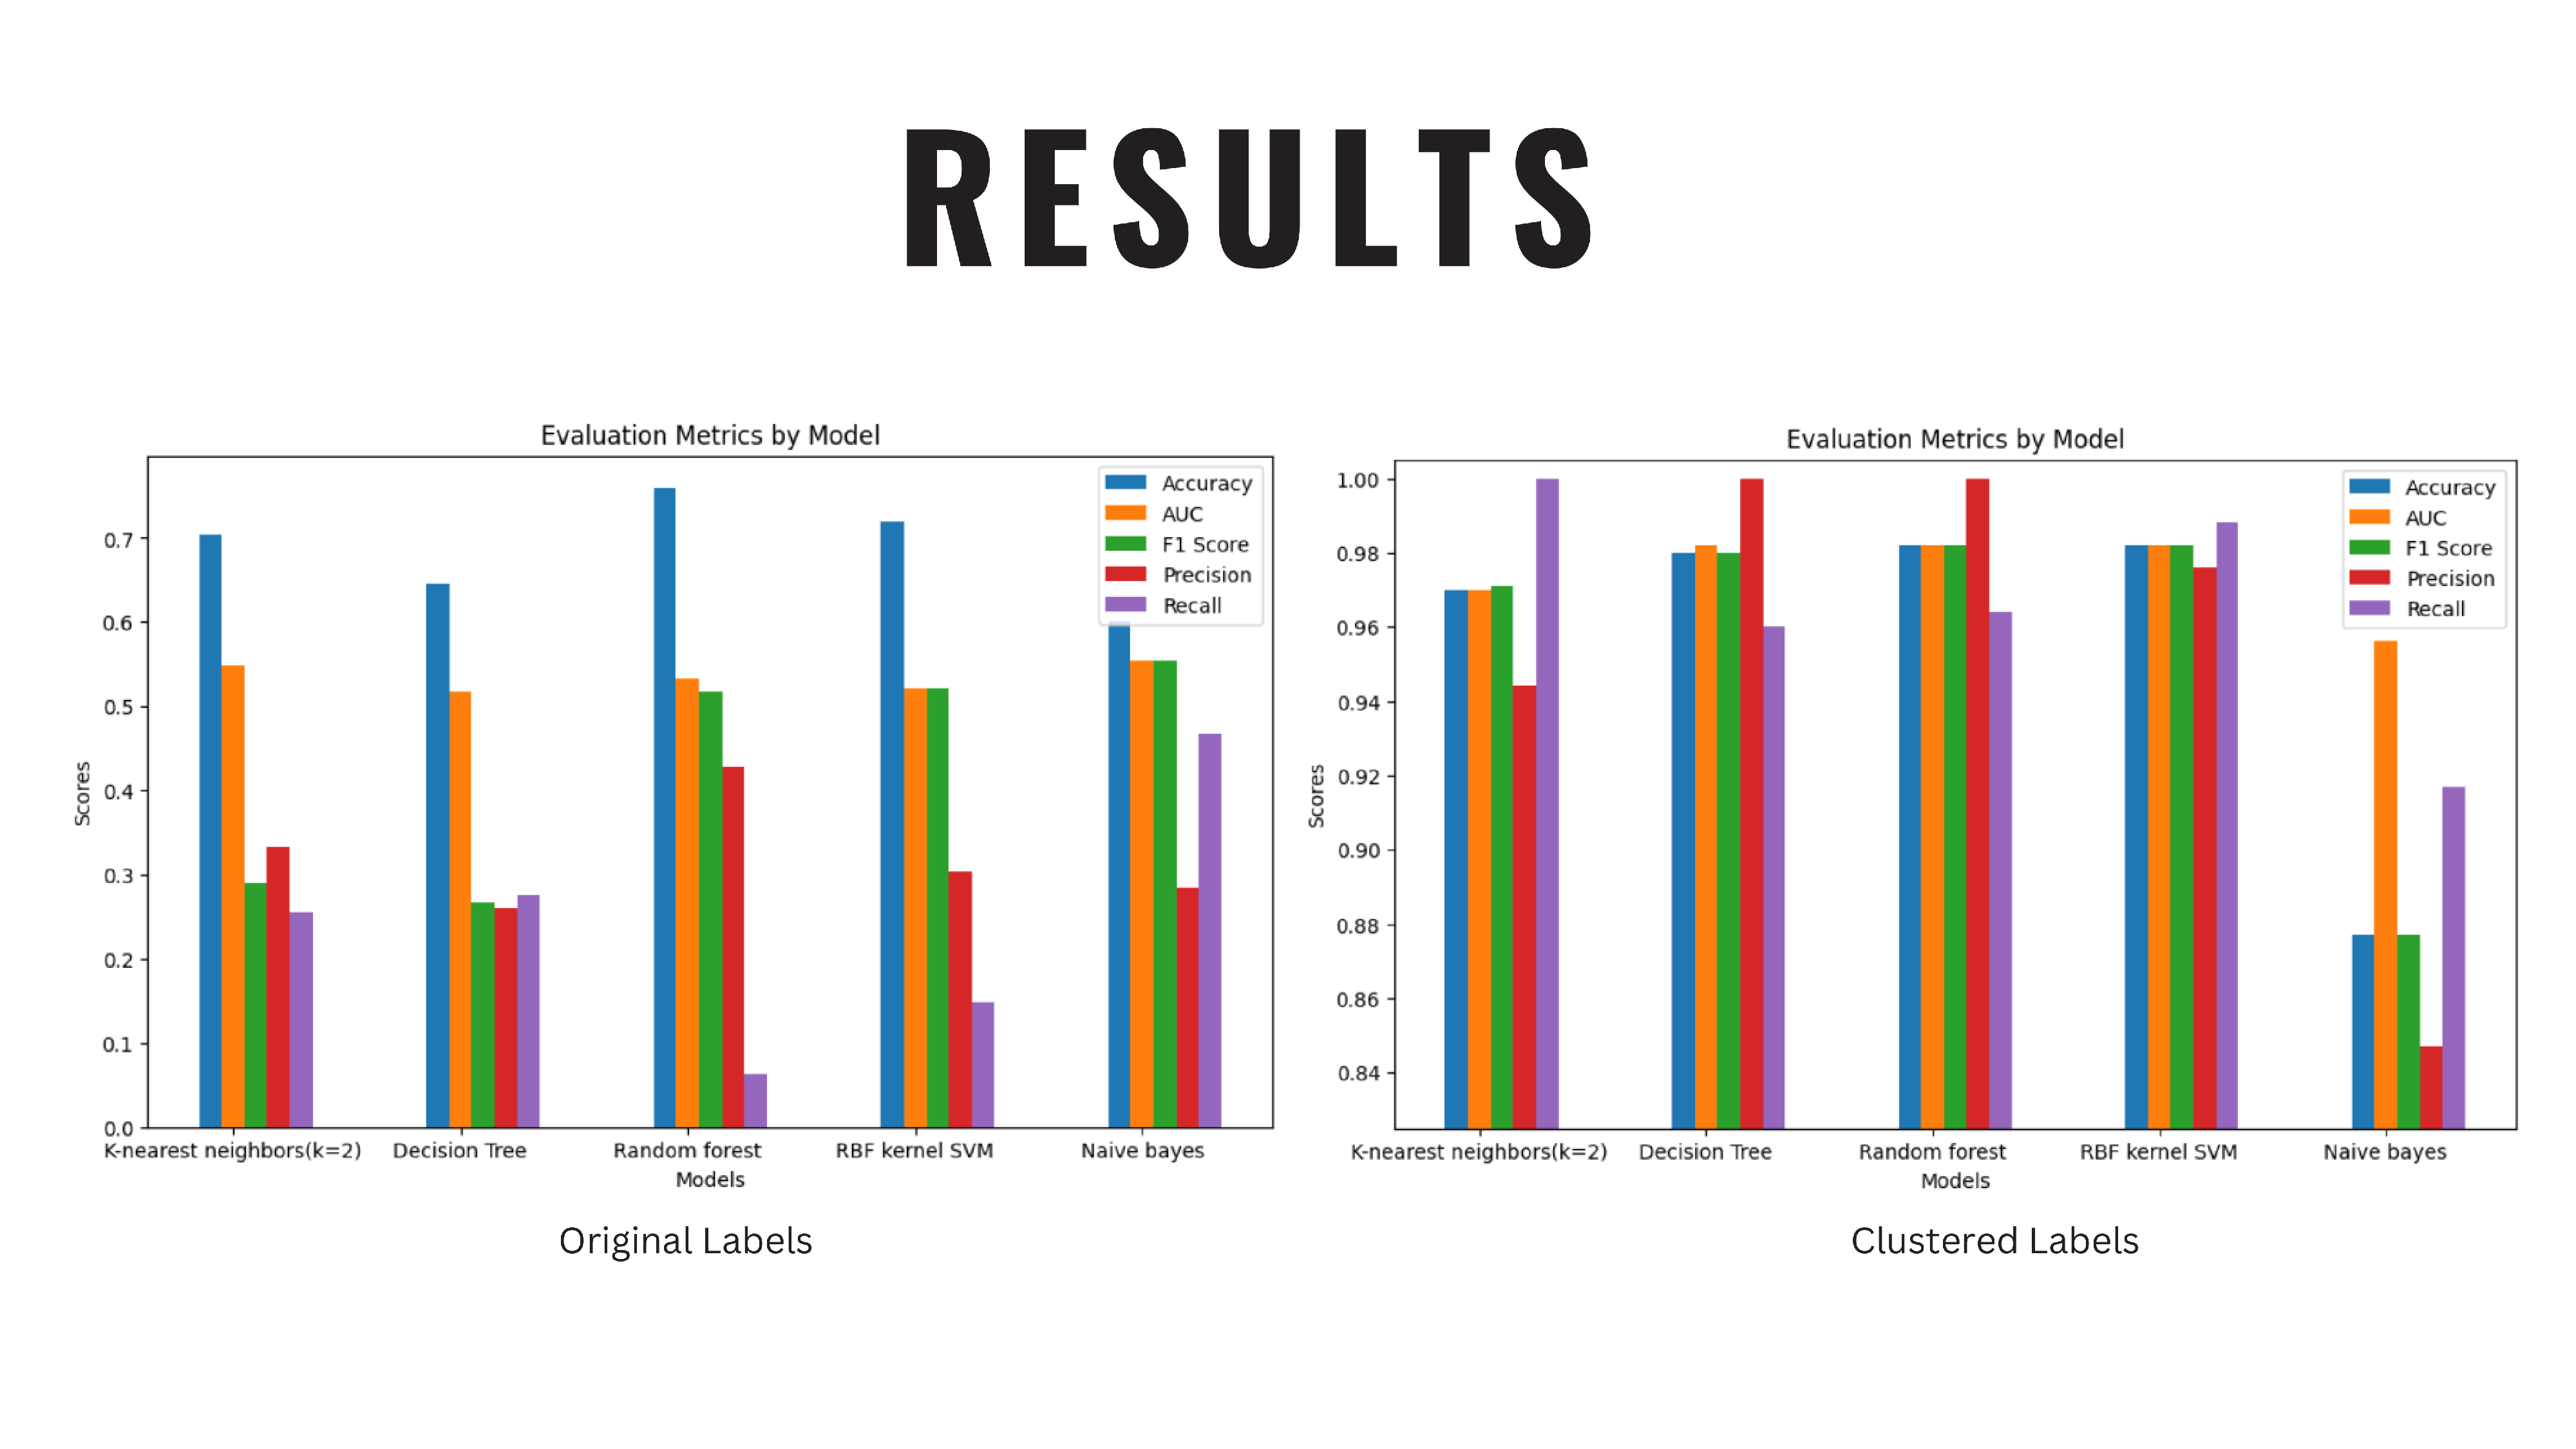 RESULTS
Evaluation Metrics by Model
Accuracy
AUC
F1 Score
Precision
Recall
0.7
0.6
0.5
0.4
0.3
0.2
0.1
0.0
Scores
K-nearest neighbors(k=2) Decision Tree Random forest RBF kernel SVM Naive bayes
Models
Original Labels
Evaluation Metrics by Model
Accuracy
AUC
F1 Score
Precision
Recall
1.00
0.98
0.96
0.94
0.92
0.90
0.88
0.86
0.84
Scores
K-nearest neighbors(k=2) Decision Tree Random forest RBF kernel SVM Naive bayes
Models
Clustered Labels